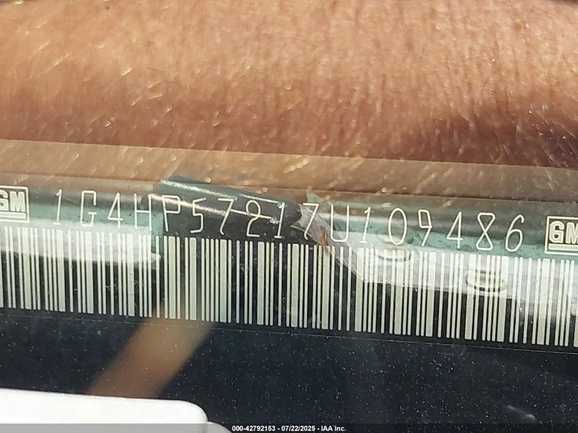 GM 1G4HP57217U109486 GM
000-42792153 - 07/22/2025 - IAA Inc.